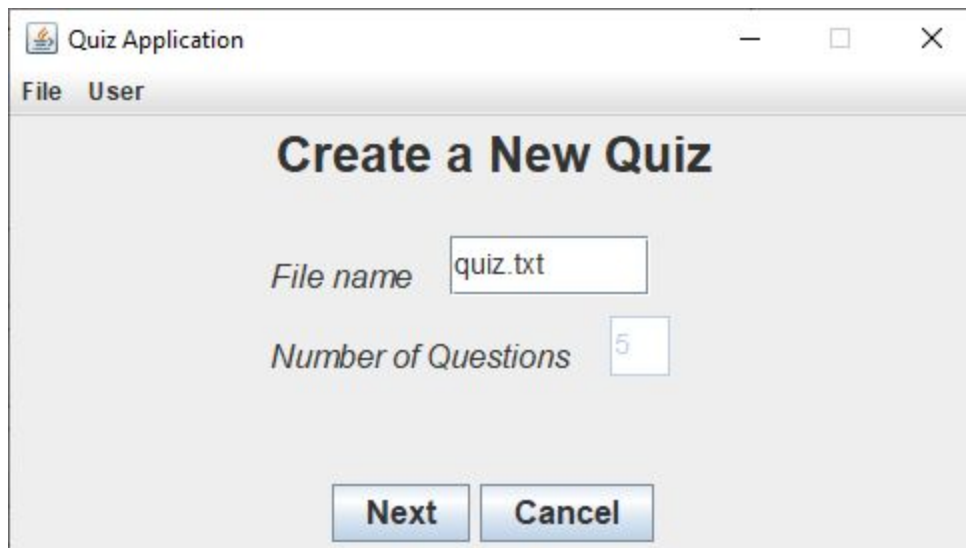 Quiz Application
File User
Create a New Quiz
File name quiz.txt
Number of Questions 5
Next Cancel